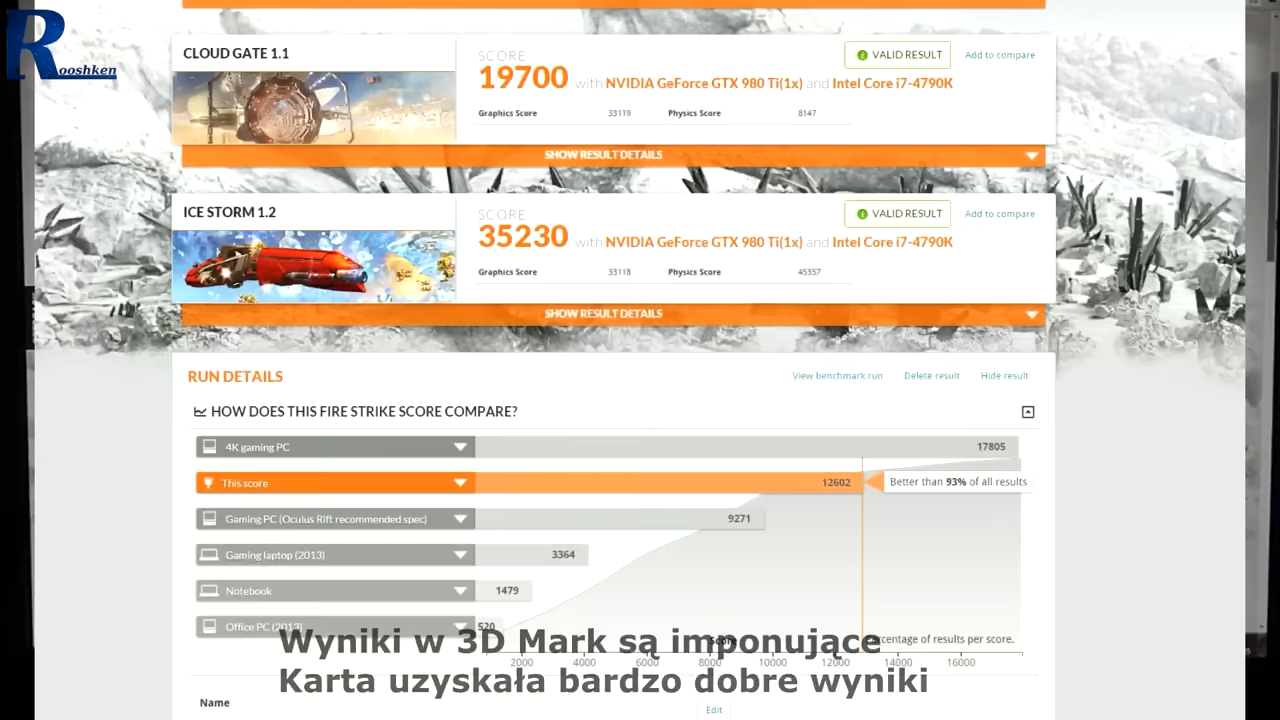 Rooshken
CLOUD GATE 1.1
SCORE
VALID RESULT
Add to compare
19700 with NVIDIA GeForce GTX 980 Ti(1x) and Intel Core i7-4790K
Graphics Score 33119 Physics Score 8147
SHOW RESULT DETAILS
ICE STORM 1.2
SCORE
VALID RESULT
Add to compare
35230 with NVIDIA GeForce GTX 980 Ti(1x) and Intel Core i7-4790K
Graphics Score 33118 Physics Score 45357
SHOW RESULT DETAILS
RUN DETAILS
View benchmark run Delete result Hide result
HOW DOES THIS FIRE STRIKE SCORE COMPARE?
4K gaming PC 17805
This score 12602 Better than 93% of all results
Gaming PC (Oculus Rift recommended spec) 9271
Gaming laptop (2013) 3364
Notebook 1479
Office PC (2013) 520
Score Percentage of results per score.
2000 4000 6000 8000 10000 12000 14000 16000
Wyniki w 3D Mark są imponujące
Karta uzyskała bardzo dobre wyniki
Name
Edit